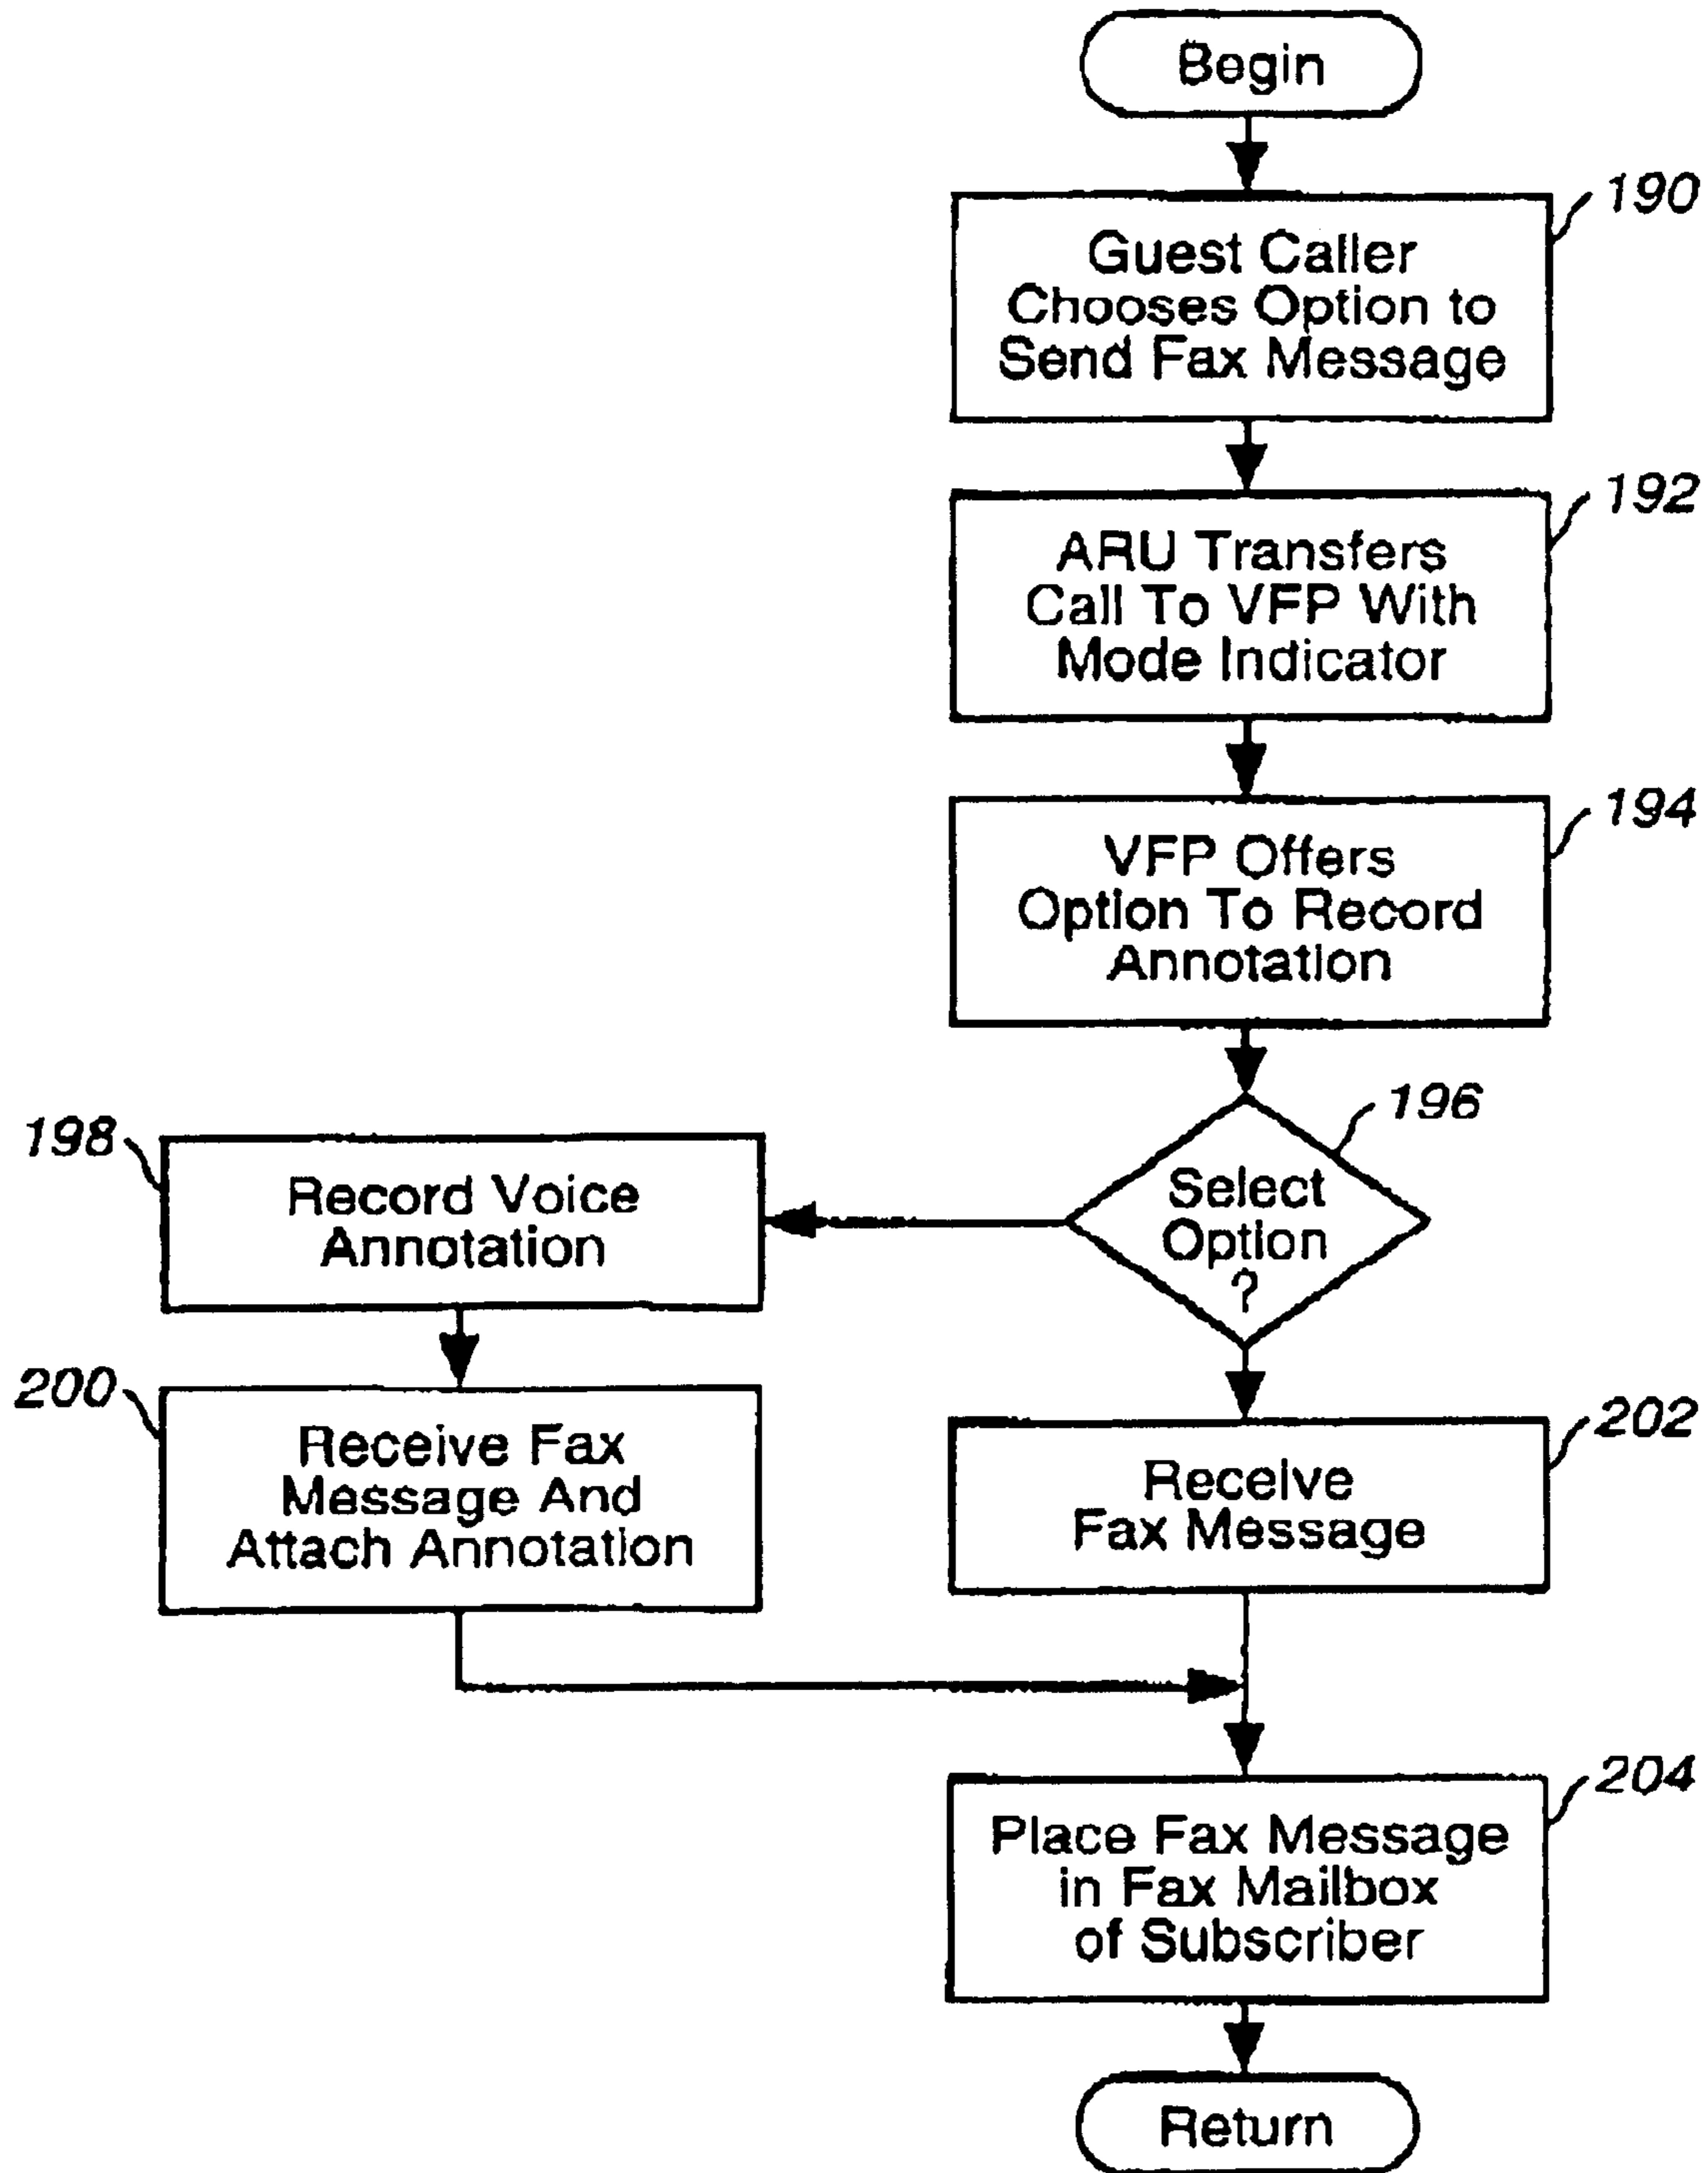 Begin
190
Guest Caller
Chooses Option to
Send Fax Message
192
ARU Transfers
Call To VFP With
Mode Indicator
194
VFP Offers
Option To Record
Annotation
196
Select
Option
?
198
Record Voice
Annotation
200
Receive Fax
Message And
Attach Annotation
202
Receive
Fax Message
204
Place Fax Message
in Fax Mailbox
of Subscriber
Return